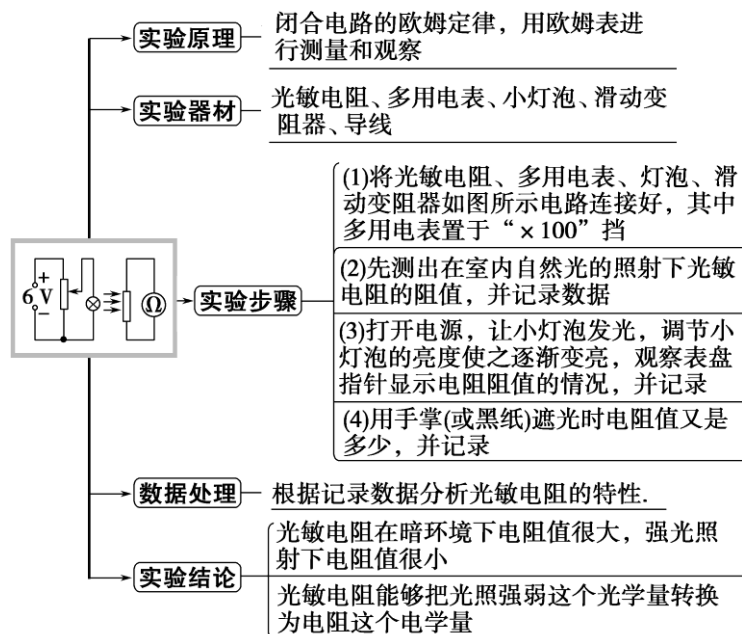 实验原理
闭合电路的欧姆定律，用欧姆表进
行测量和观察
实验器材
光敏电阻、多用电表、小灯泡、滑动变
阻器、导线
+
6 V
−
Ω
实验步骤
(1)将光敏电阻、多用电表、灯泡、滑
动变阻器如图所示电路连接好，其中
多用电表置于“×100”挡
(2)先测出在室内自然光的照射下光敏
电阻的阻值，并记录数据
(3)打开电源，让小灯泡发光，调节小
灯泡的亮度使之逐渐变亮，观察表盘
指针显示电阻阻值的情况，并记录
(4)用手掌(或黑纸)遮光时电阻值又是
多少，并记录
数据处理
根据记录数据分析光敏电阻的特性.
实验结论
光敏电阻在暗环境下电阻值很大，强光照
射下电阻值很小
光敏电阻能够把光照强弱这个光学量转换
为电阻这个电学量